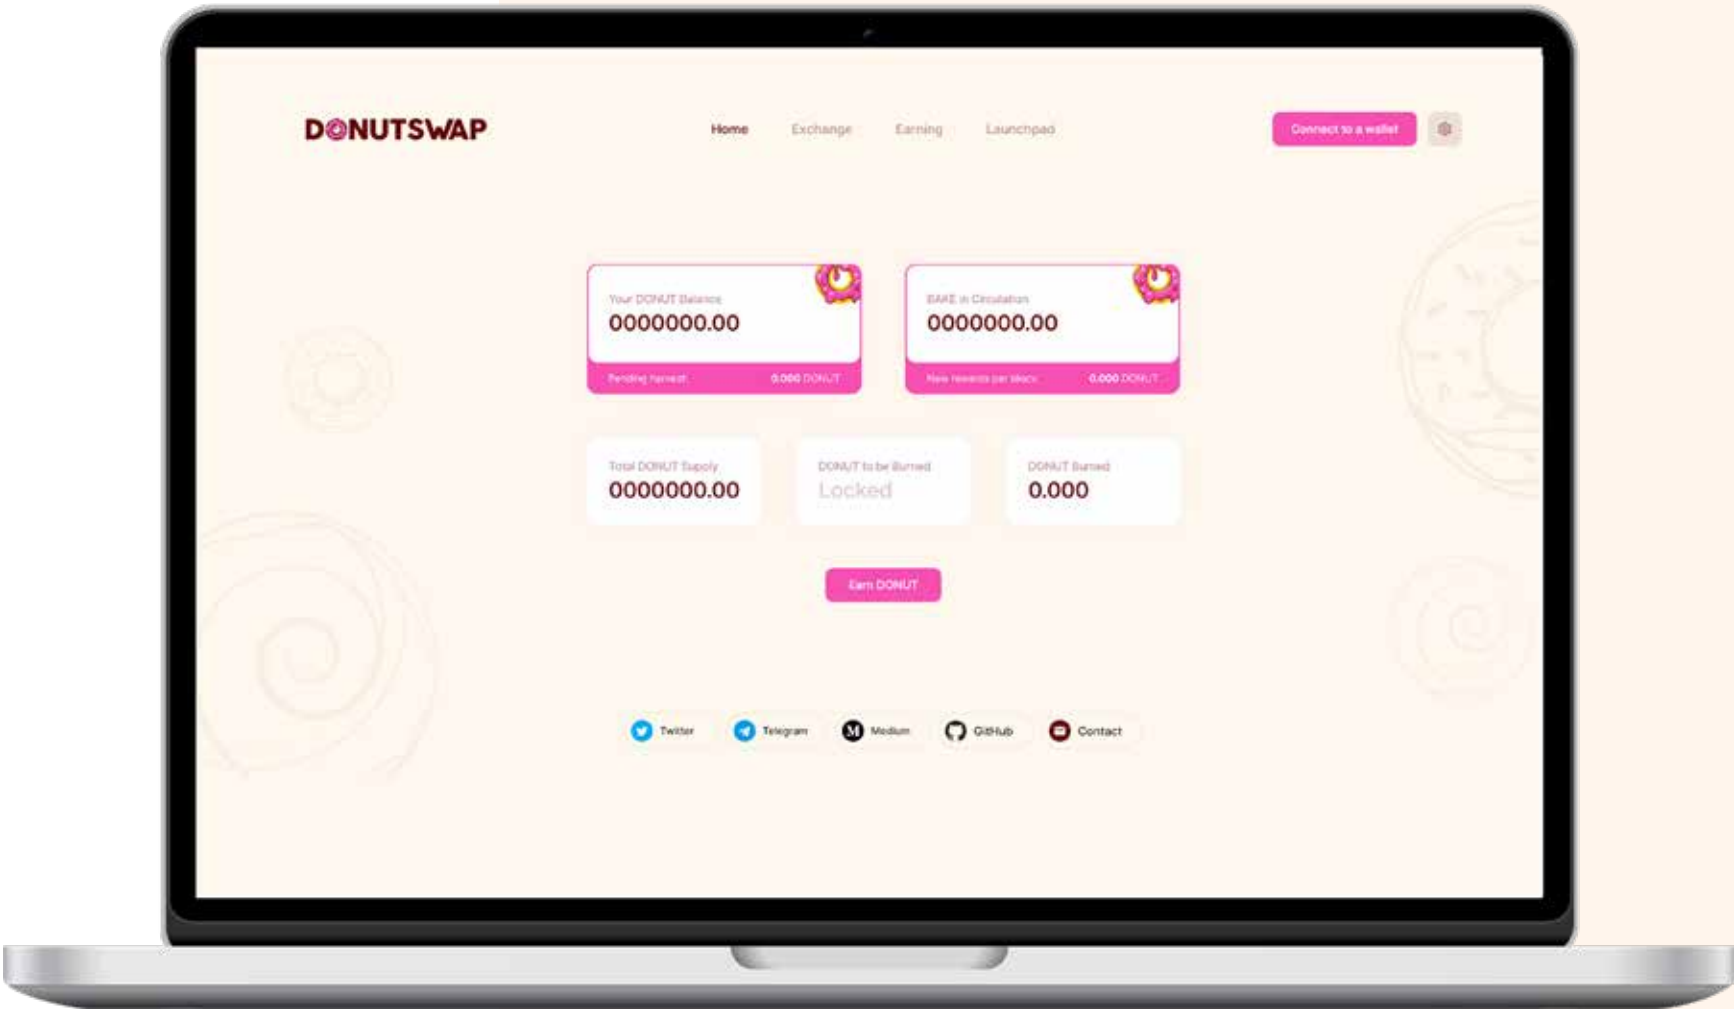 DONUTSWAP
Home Exchange Earning Launchpad
Connect to a wallet
Your DONUT Balance
0000000.00
Pending harvest: 0.000 DONUT
BAKE in Circulation
0000000.00
New rewards per block: 0.000 DONUT
Total DONUT Supply
0000000.00
DONUT to be Burned
Locked
DONUT Burned
0.000
Earn DONUT
Twitter Telegram Medium GitHub Contact